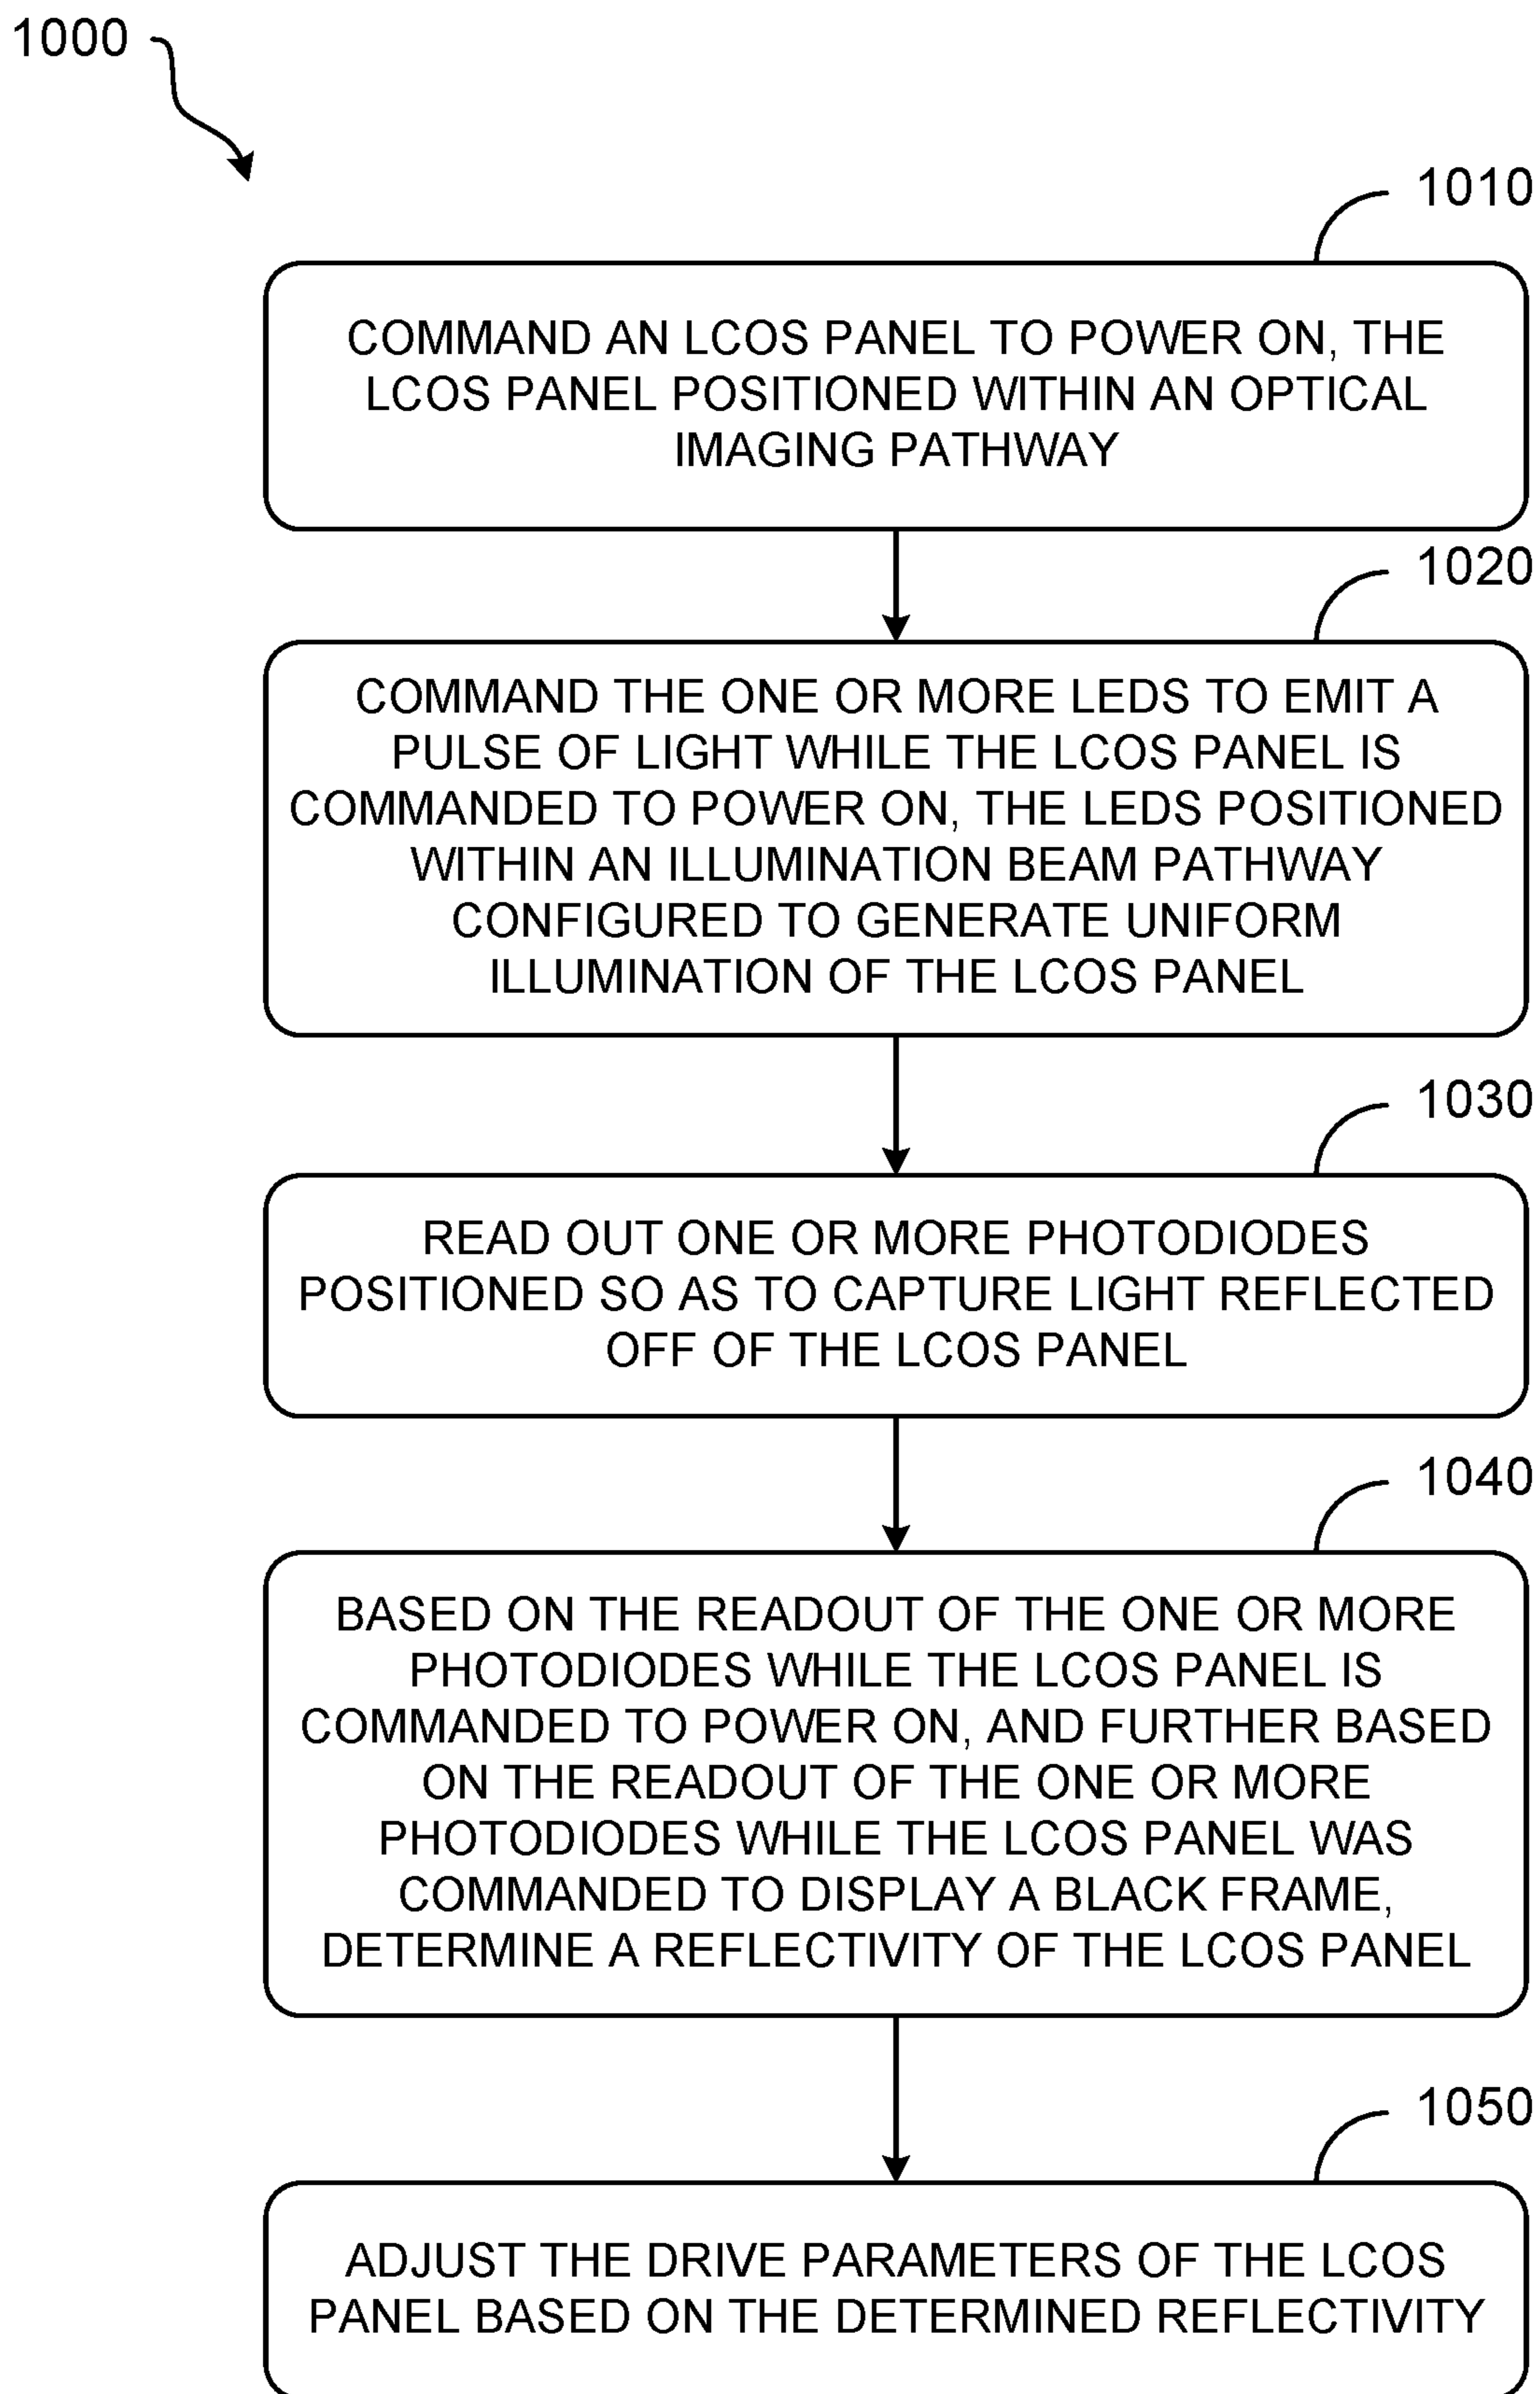 1000
1010
COMMAND AN LCOS PANEL TO POWER ON, THE
LCOS PANEL POSITIONED WITHIN AN OPTICAL
IMAGING PATHWAY
1020
COMMAND THE ONE OR MORE LEDS TO EMIT A
PULSE OF LIGHT WHILE THE LCOS PANEL IS
COMMANDED TO POWER ON, THE LEDS POSITIONED
WITHIN AN ILLUMINATION BEAM PATHWAY
CONFIGURED TO GENERATE UNIFORM
ILLUMINATION OF THE LCOS PANEL
1030
READ OUT ONE OR MORE PHOTODIODES
POSITIONED SO AS TO CAPTURE LIGHT REFLECTED
OFF OF THE LCOS PANEL
1040
BASED ON THE READOUT OF THE ONE OR MORE
PHOTODIODES WHILE THE LCOS PANEL IS
COMMANDED TO POWER ON, AND FURTHER BASED
ON THE READOUT OF THE ONE OR MORE
PHOTODIODES WHILE THE LCOS PANEL WAS
COMMANDED TO DISPLAY A BLACK FRAME,
DETERMINE A REFLECTIVITY OF THE LCOS PANEL
1050
ADJUST THE DRIVE PARAMETERS OF THE LCOS
PANEL BASED ON THE DETERMINED REFLECTIVITY